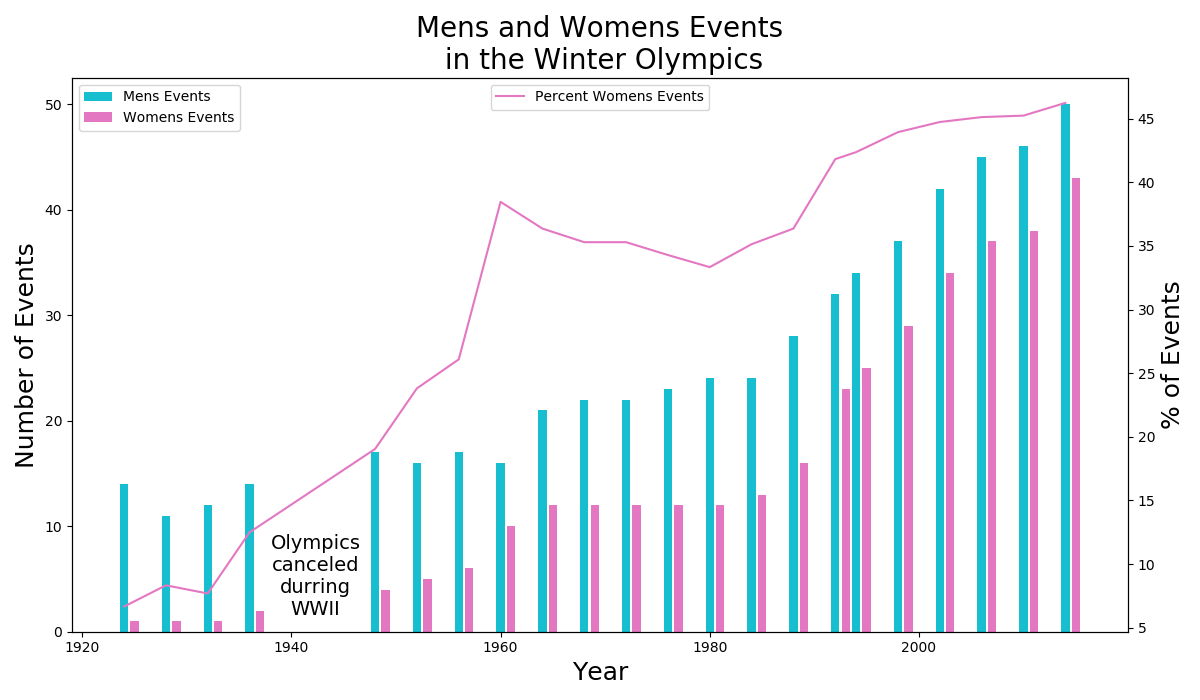 Mens and Womens Events
in the Winter Olympics
Mens Events
Womens Events
Percent Womens Events
Number of Events
50
40
30
20
10
0
% of Events
45
40
35
30
25
20
15
10
5
Olympics
canceled
durring
WWII
1920
1940
1960
1980
2000
Year